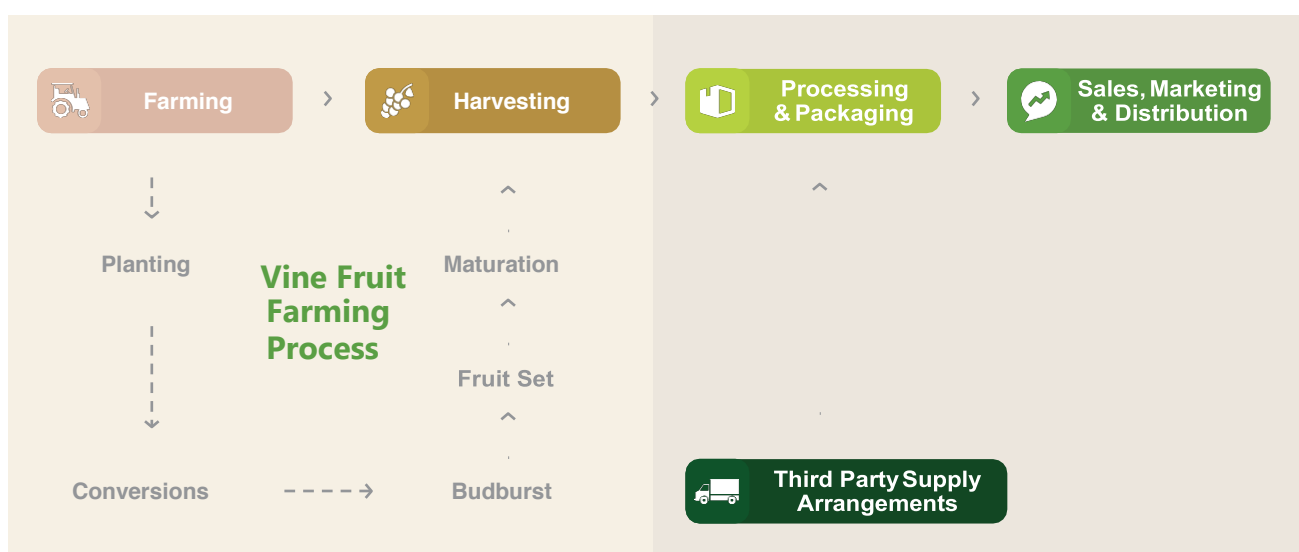 Farming
Harvesting
Processing
& Packaging
Sales, Marketing
& Distribution
Planting
Vine Fruit
Farming
Process
Maturation
Fruit Set
Conversions
Budburst
Third Party Supply
Arrangements